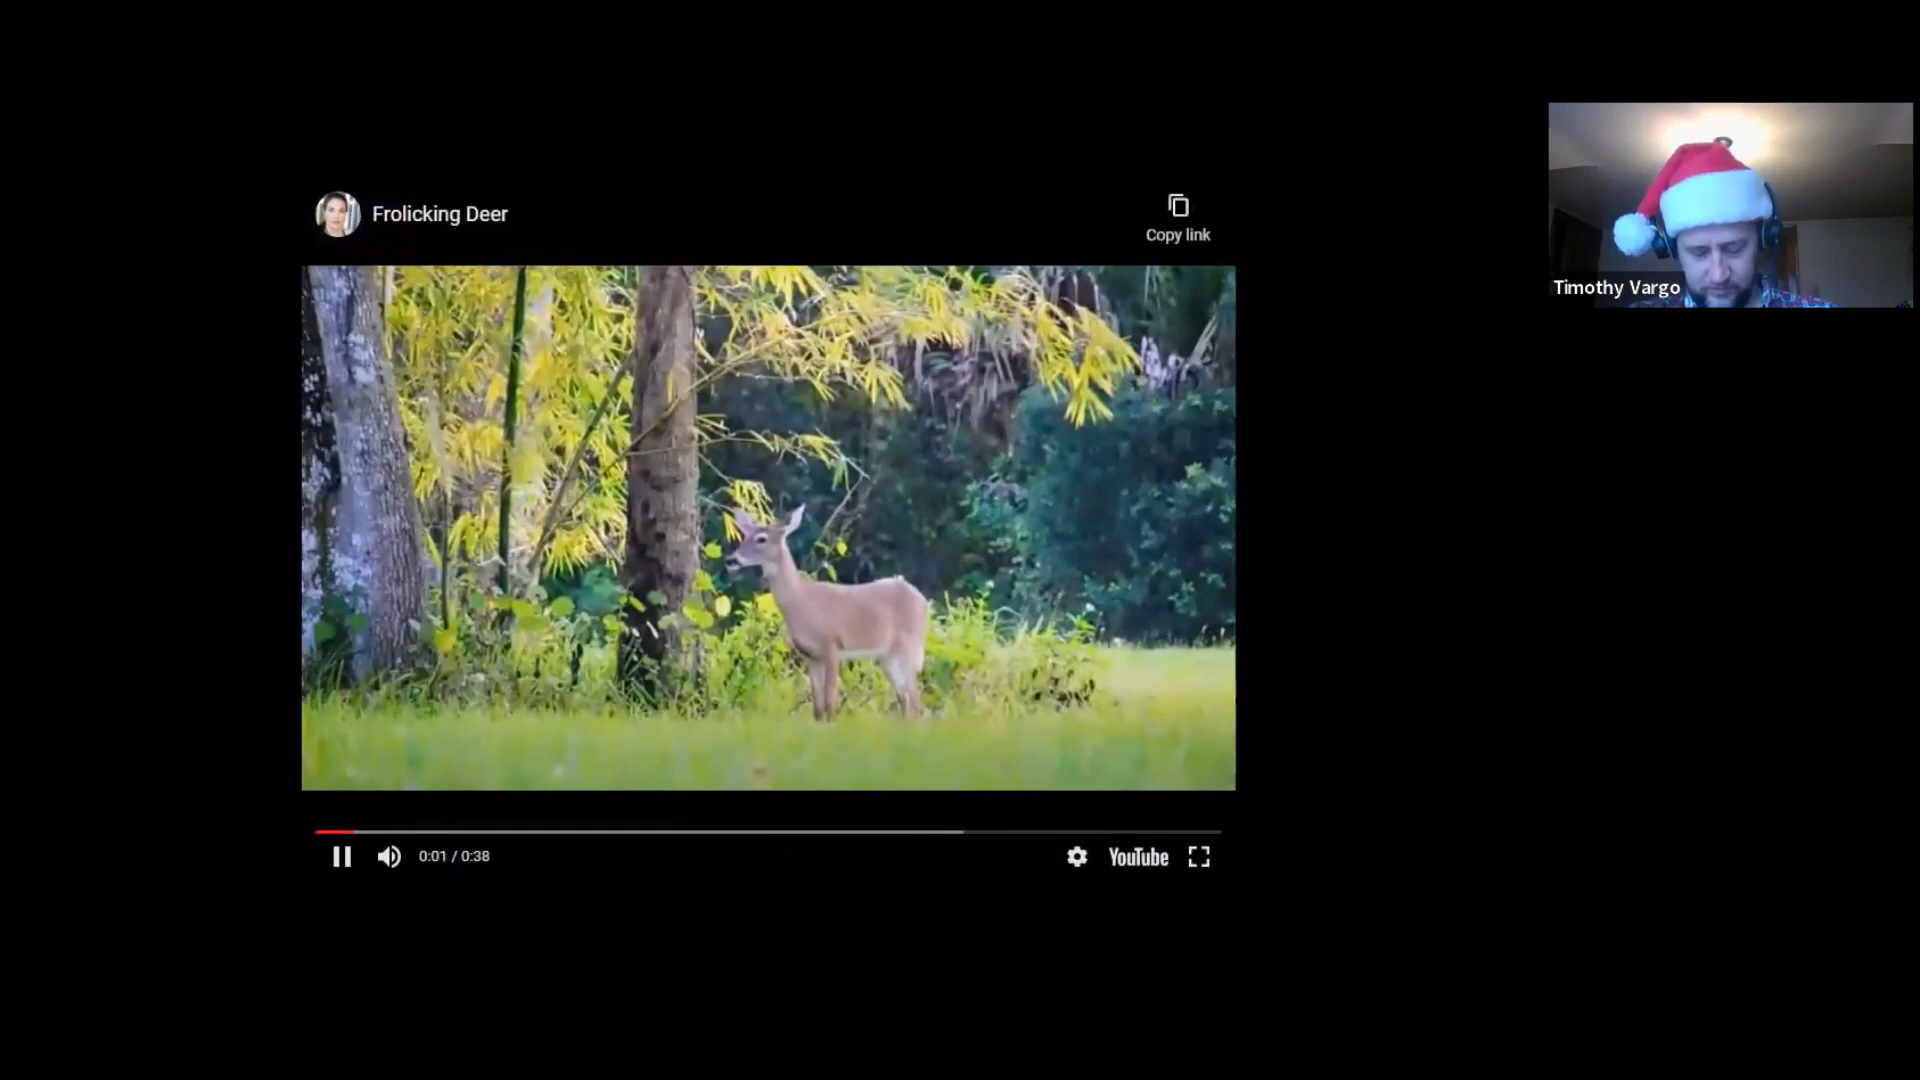 Frolicking Deer
Copy link
Timothy Vargo
0:01 / 0:38
YouTube